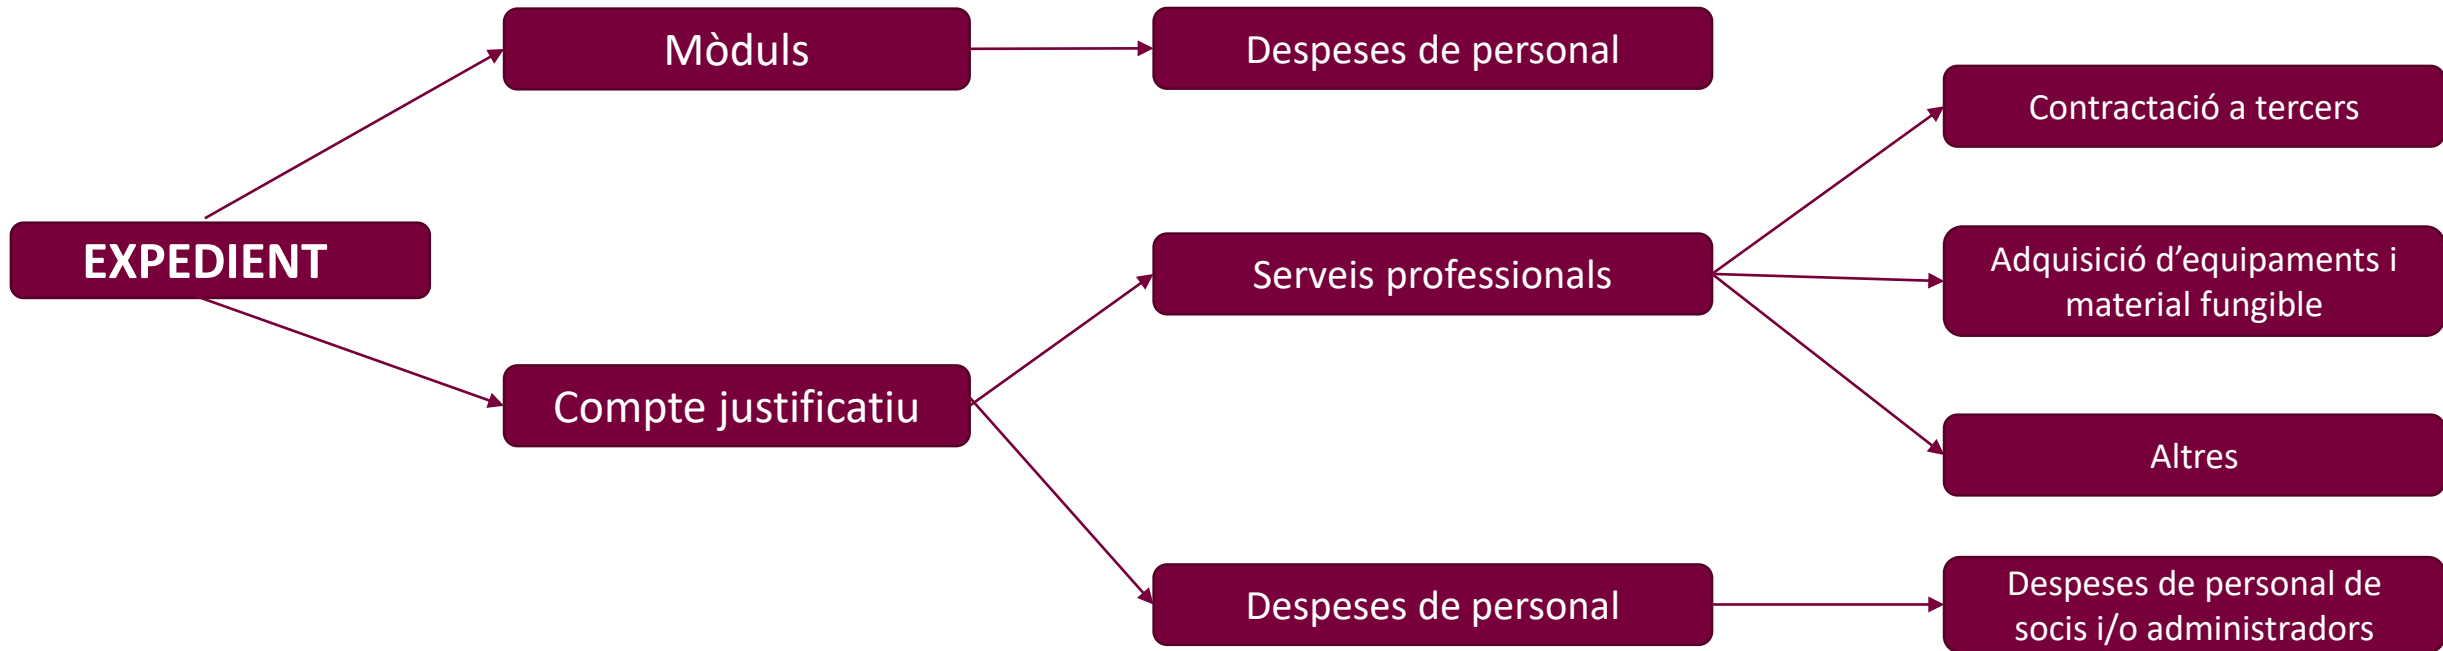 Mòduls
Despeses de personal
Contractació a tercers
EXPEDIENT
Serveis professionals
Adquisició d’equipaments i
material fungible
Compte justificatiu
Altres
Despeses de personal
Despeses de personal de
socis i/o administradors